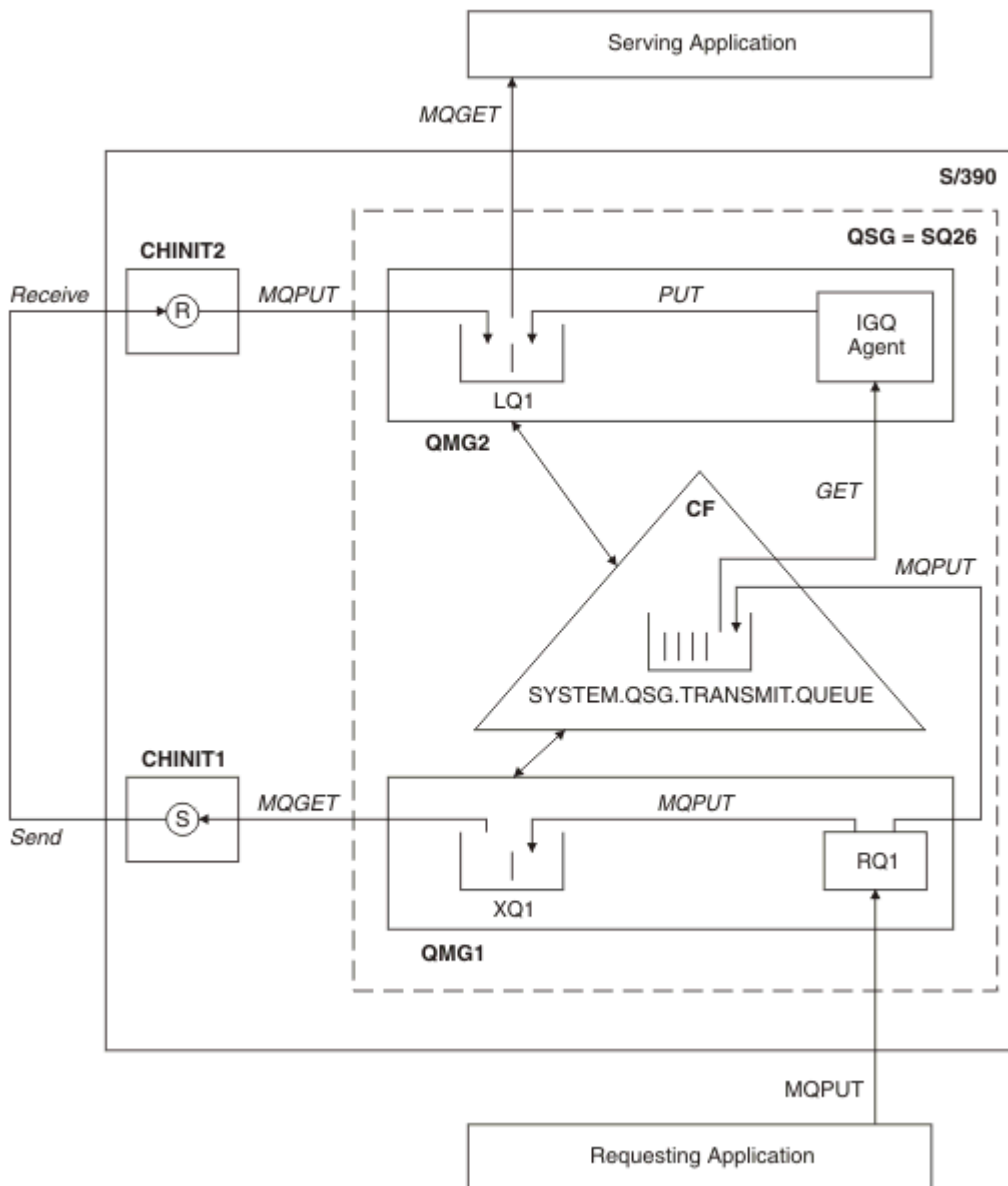 Serving Application
MQGET
S/390
QSG = SQ26
CHINIT2
Receive
MQPUT
PUT
R
IGQ
Agent
LQ1
QMG2
GET
CF
MQPUT
SYSTEM.QSG.TRANSMIT.QUEUE
CHINIT1
MQGET
MQPUT
S
Send
RQ1
XQ1
QMG1
MQPUT
Requesting Application